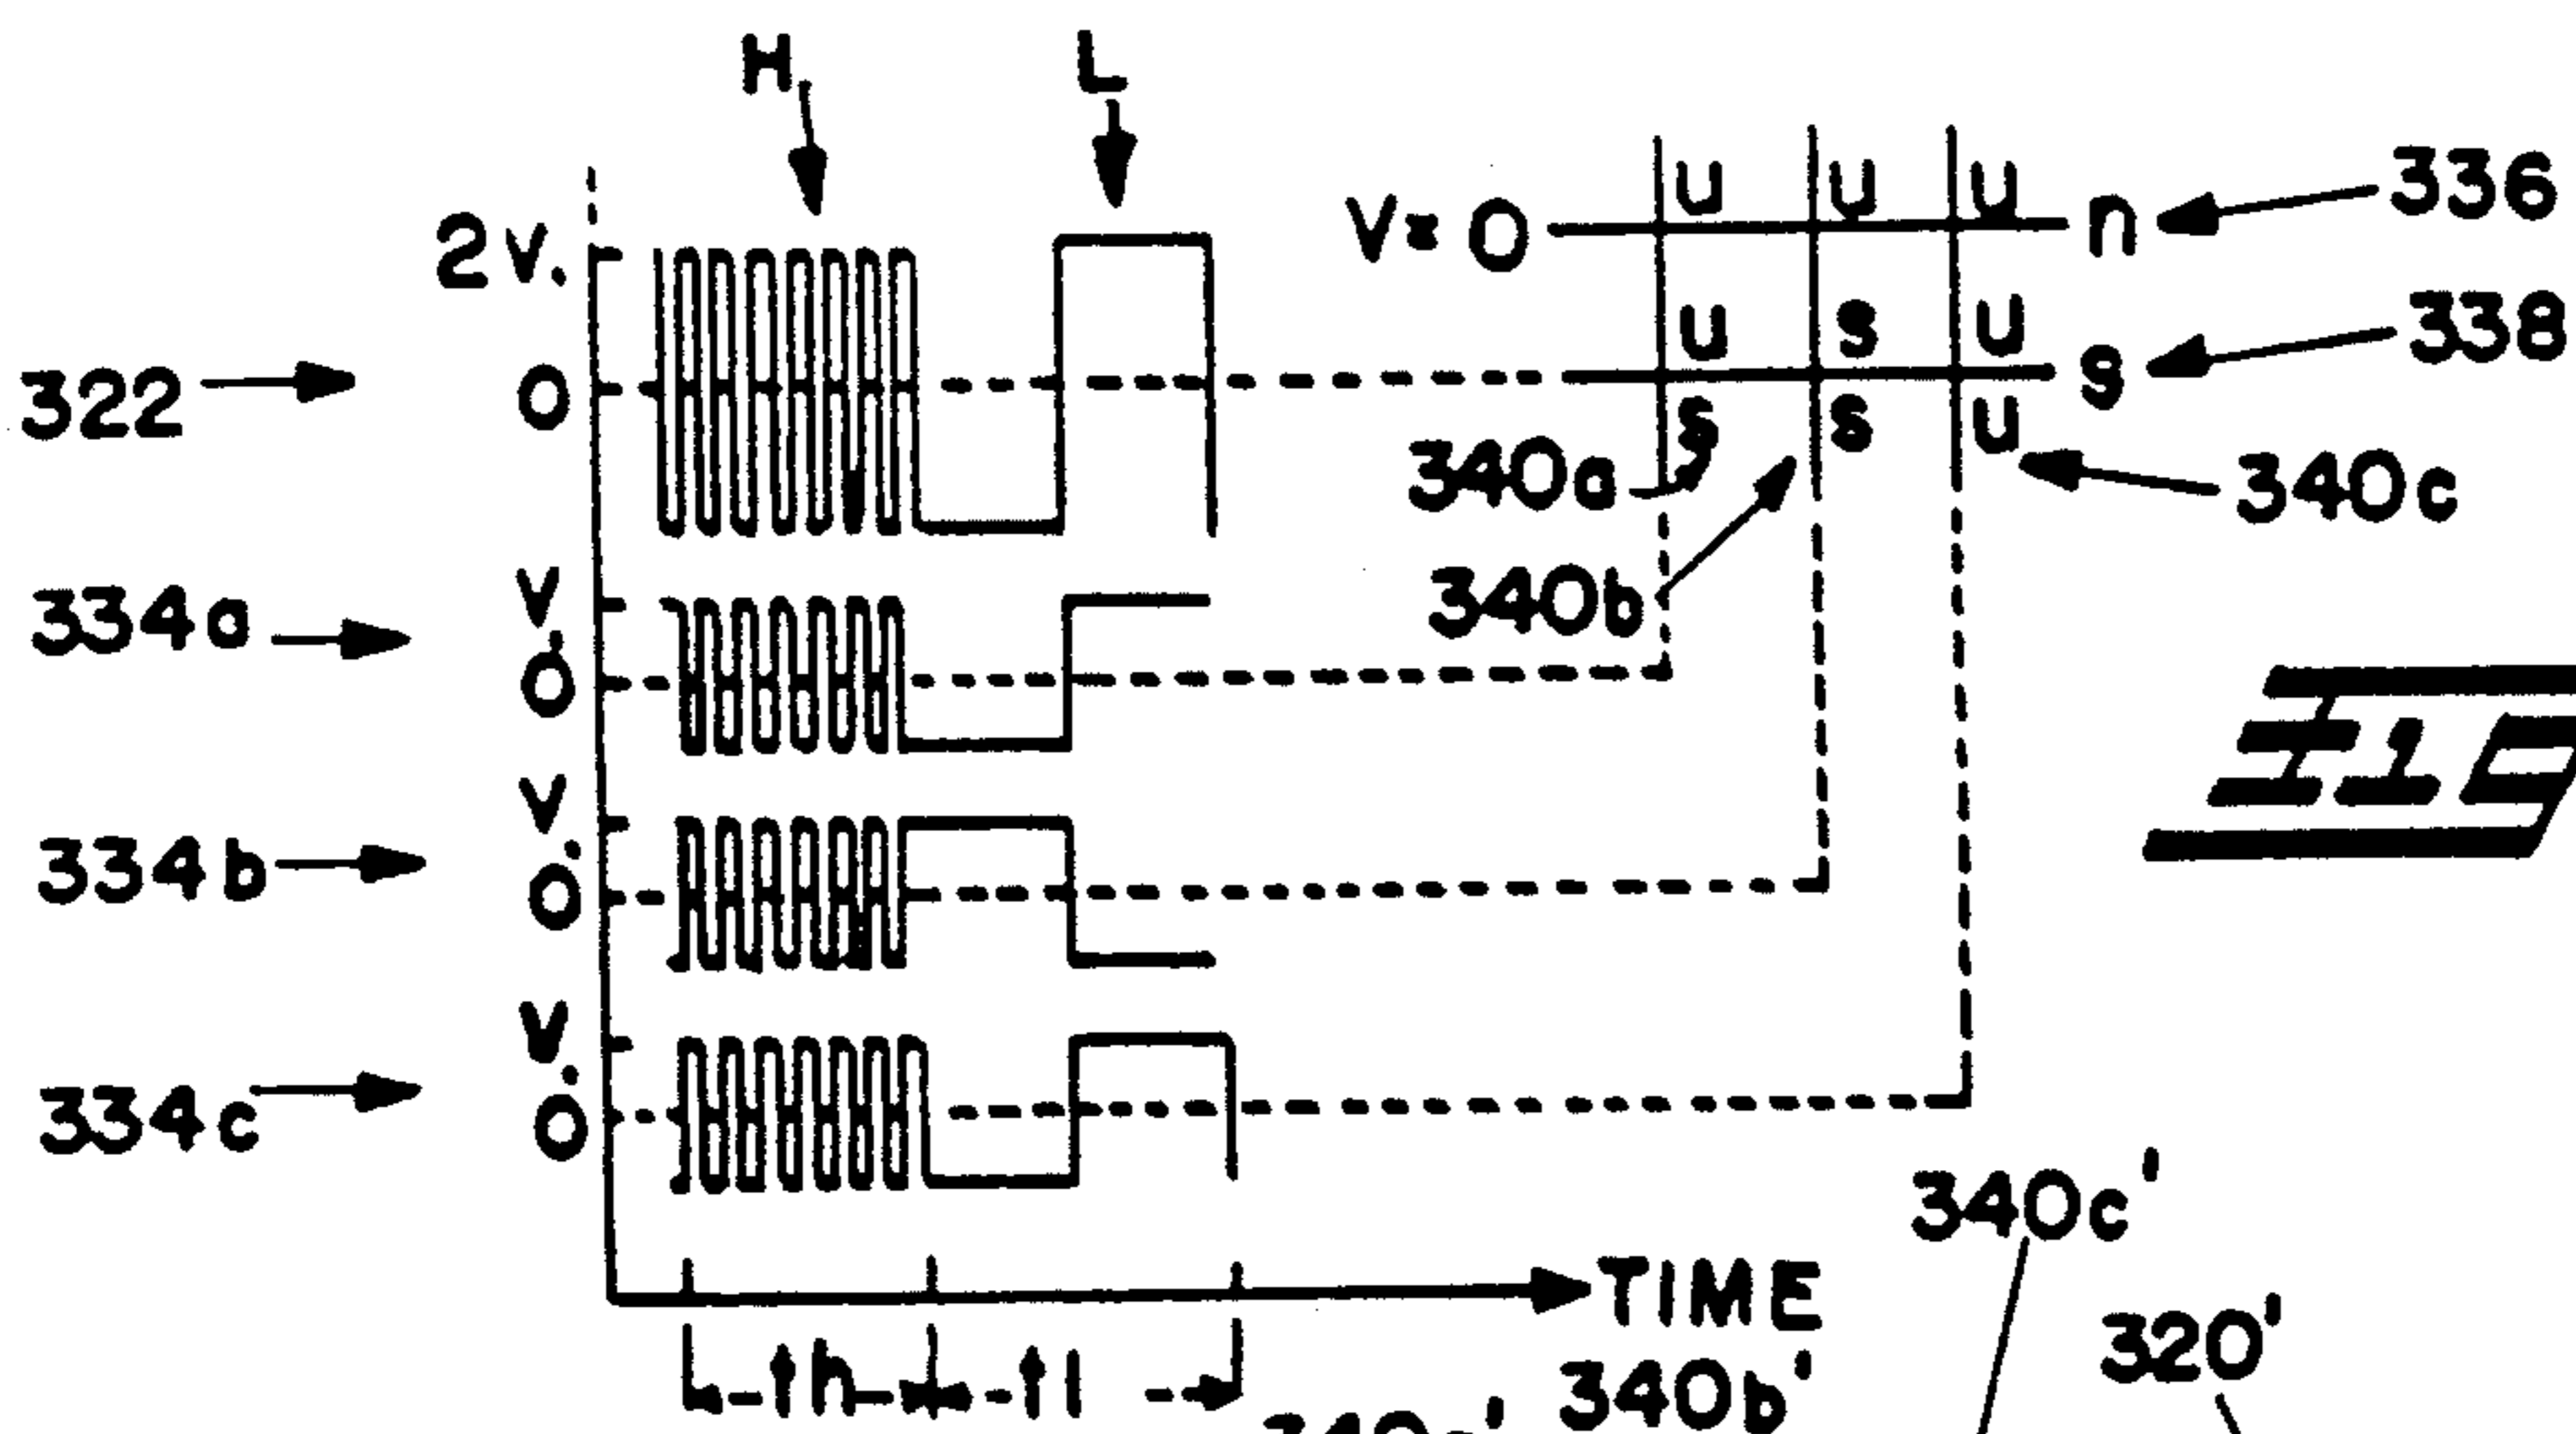 H L
2V.
V= 0 U U U n 336
322 0 U S U S 338
340a S S U 340c
334a V. 0 340b
334b V. 0
FIG
334c V. 0
340c'
TIME
th tl 340b' 320'